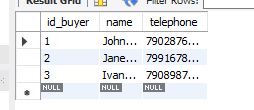 Result Grid Filter Rows:
id_buyer name telephone
1 John... 7902876...
2 Jane... 7991678...
3 Ivan... 7908987...
NULL NULL NULL